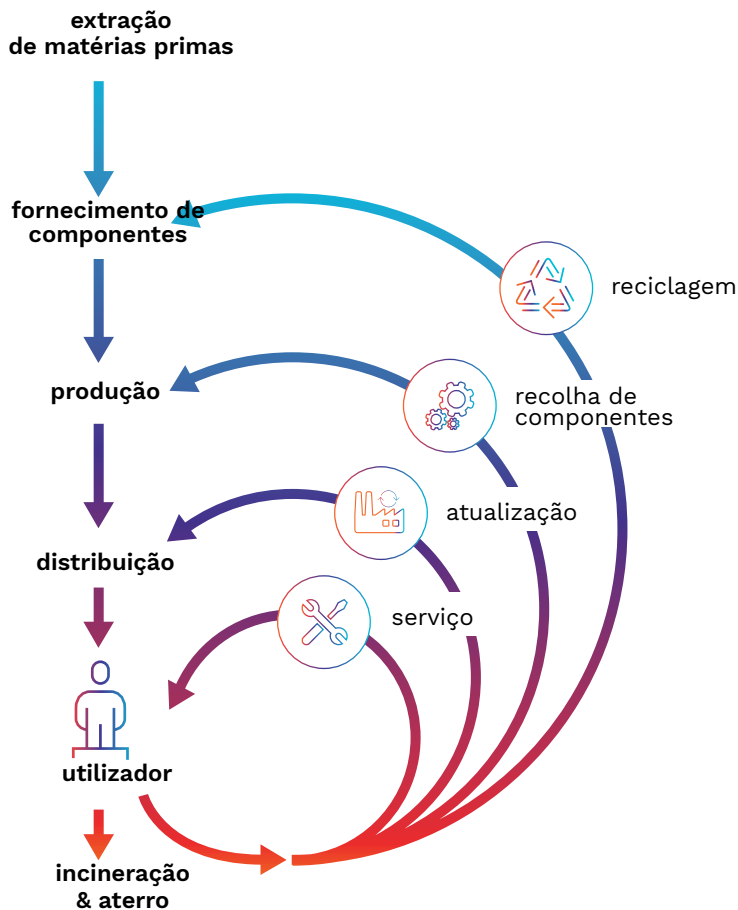 extração
de matérias primas
fornecimento de
componentes
reciclagem
produção
recolha de
componentes
atualização
distribuição
serviço
utilizador
incineração
& aterro